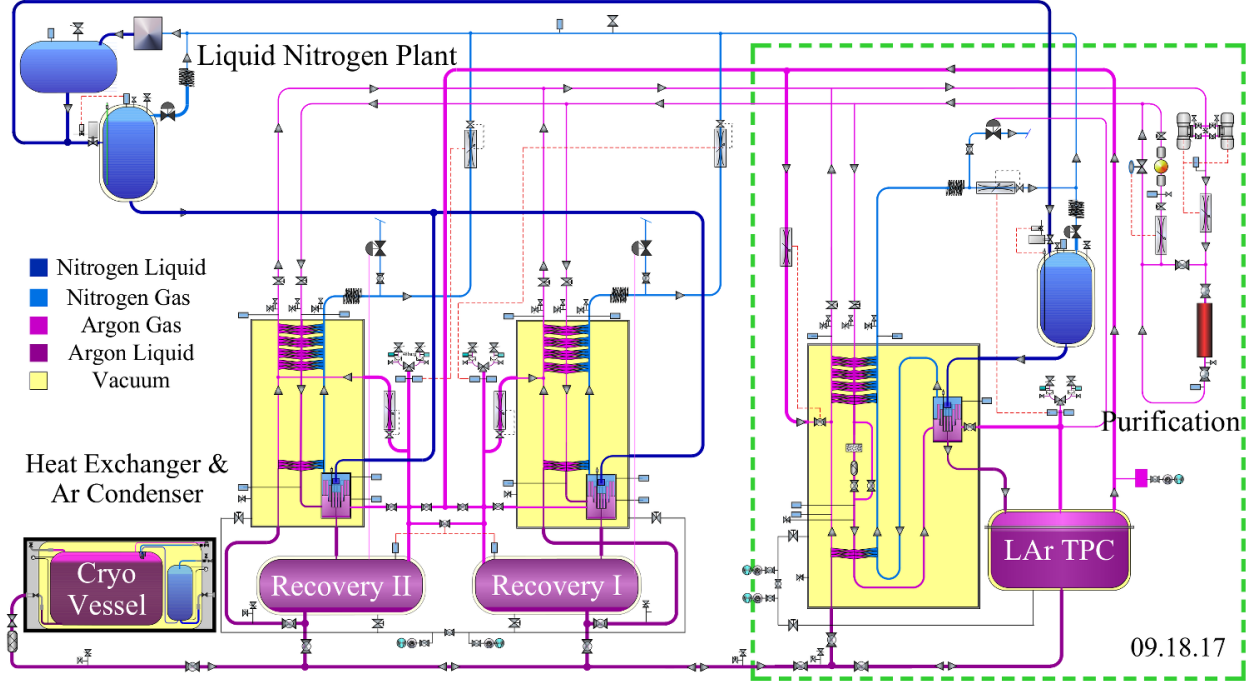 Liquid Nitrogen Plant
Nitrogen Liquid
Nitrogen Gas
Argon Gas
Argon Liquid
Vacuum
Heat Exchanger &
Ar Condenser
Cryo
Vessel
Recovery II
Recovery I
LAr TPC
Purification
09.18.17